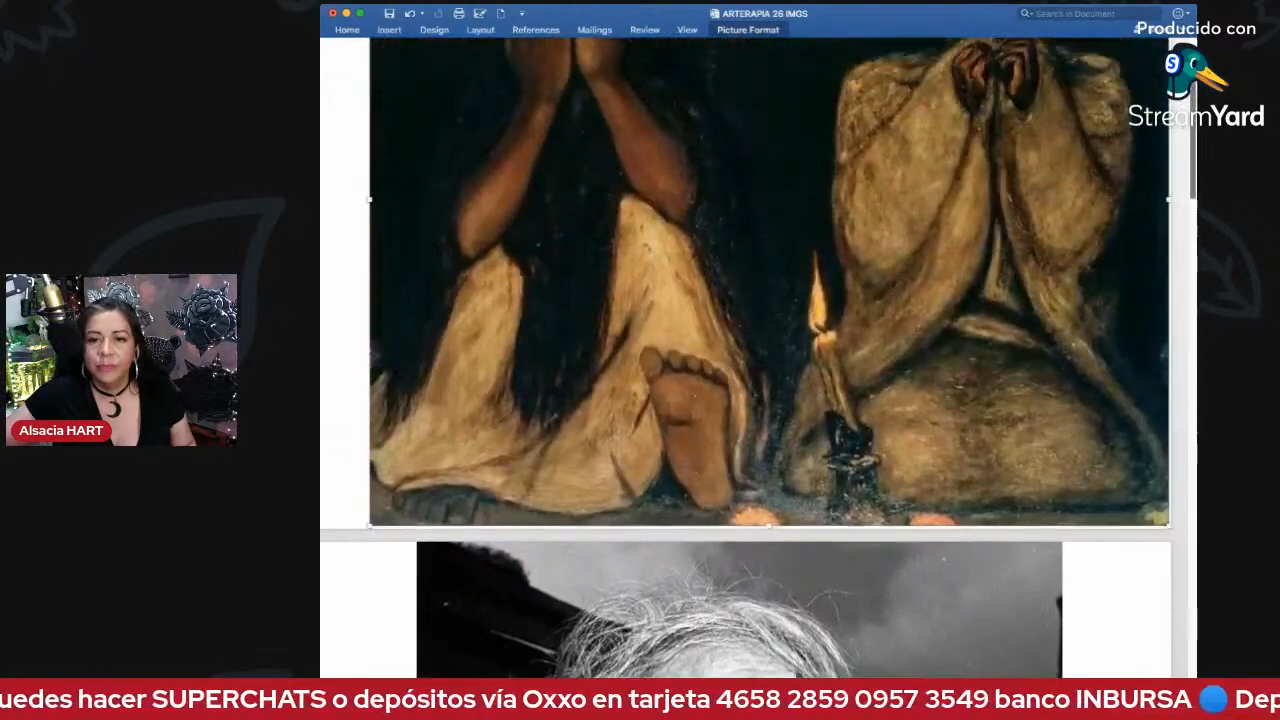 ARTERAPIA 26 IMGS
Search in Document
Home Insert Design Layout References Mailings Review View Picture Format
Producido con
S
StreamYard
Alsacia HART
uedes hacer SUPERCHATS o depósitos vía Oxxo en tarjeta 4658 2859 0957 3549 banco INBURSA 🔵 Dep